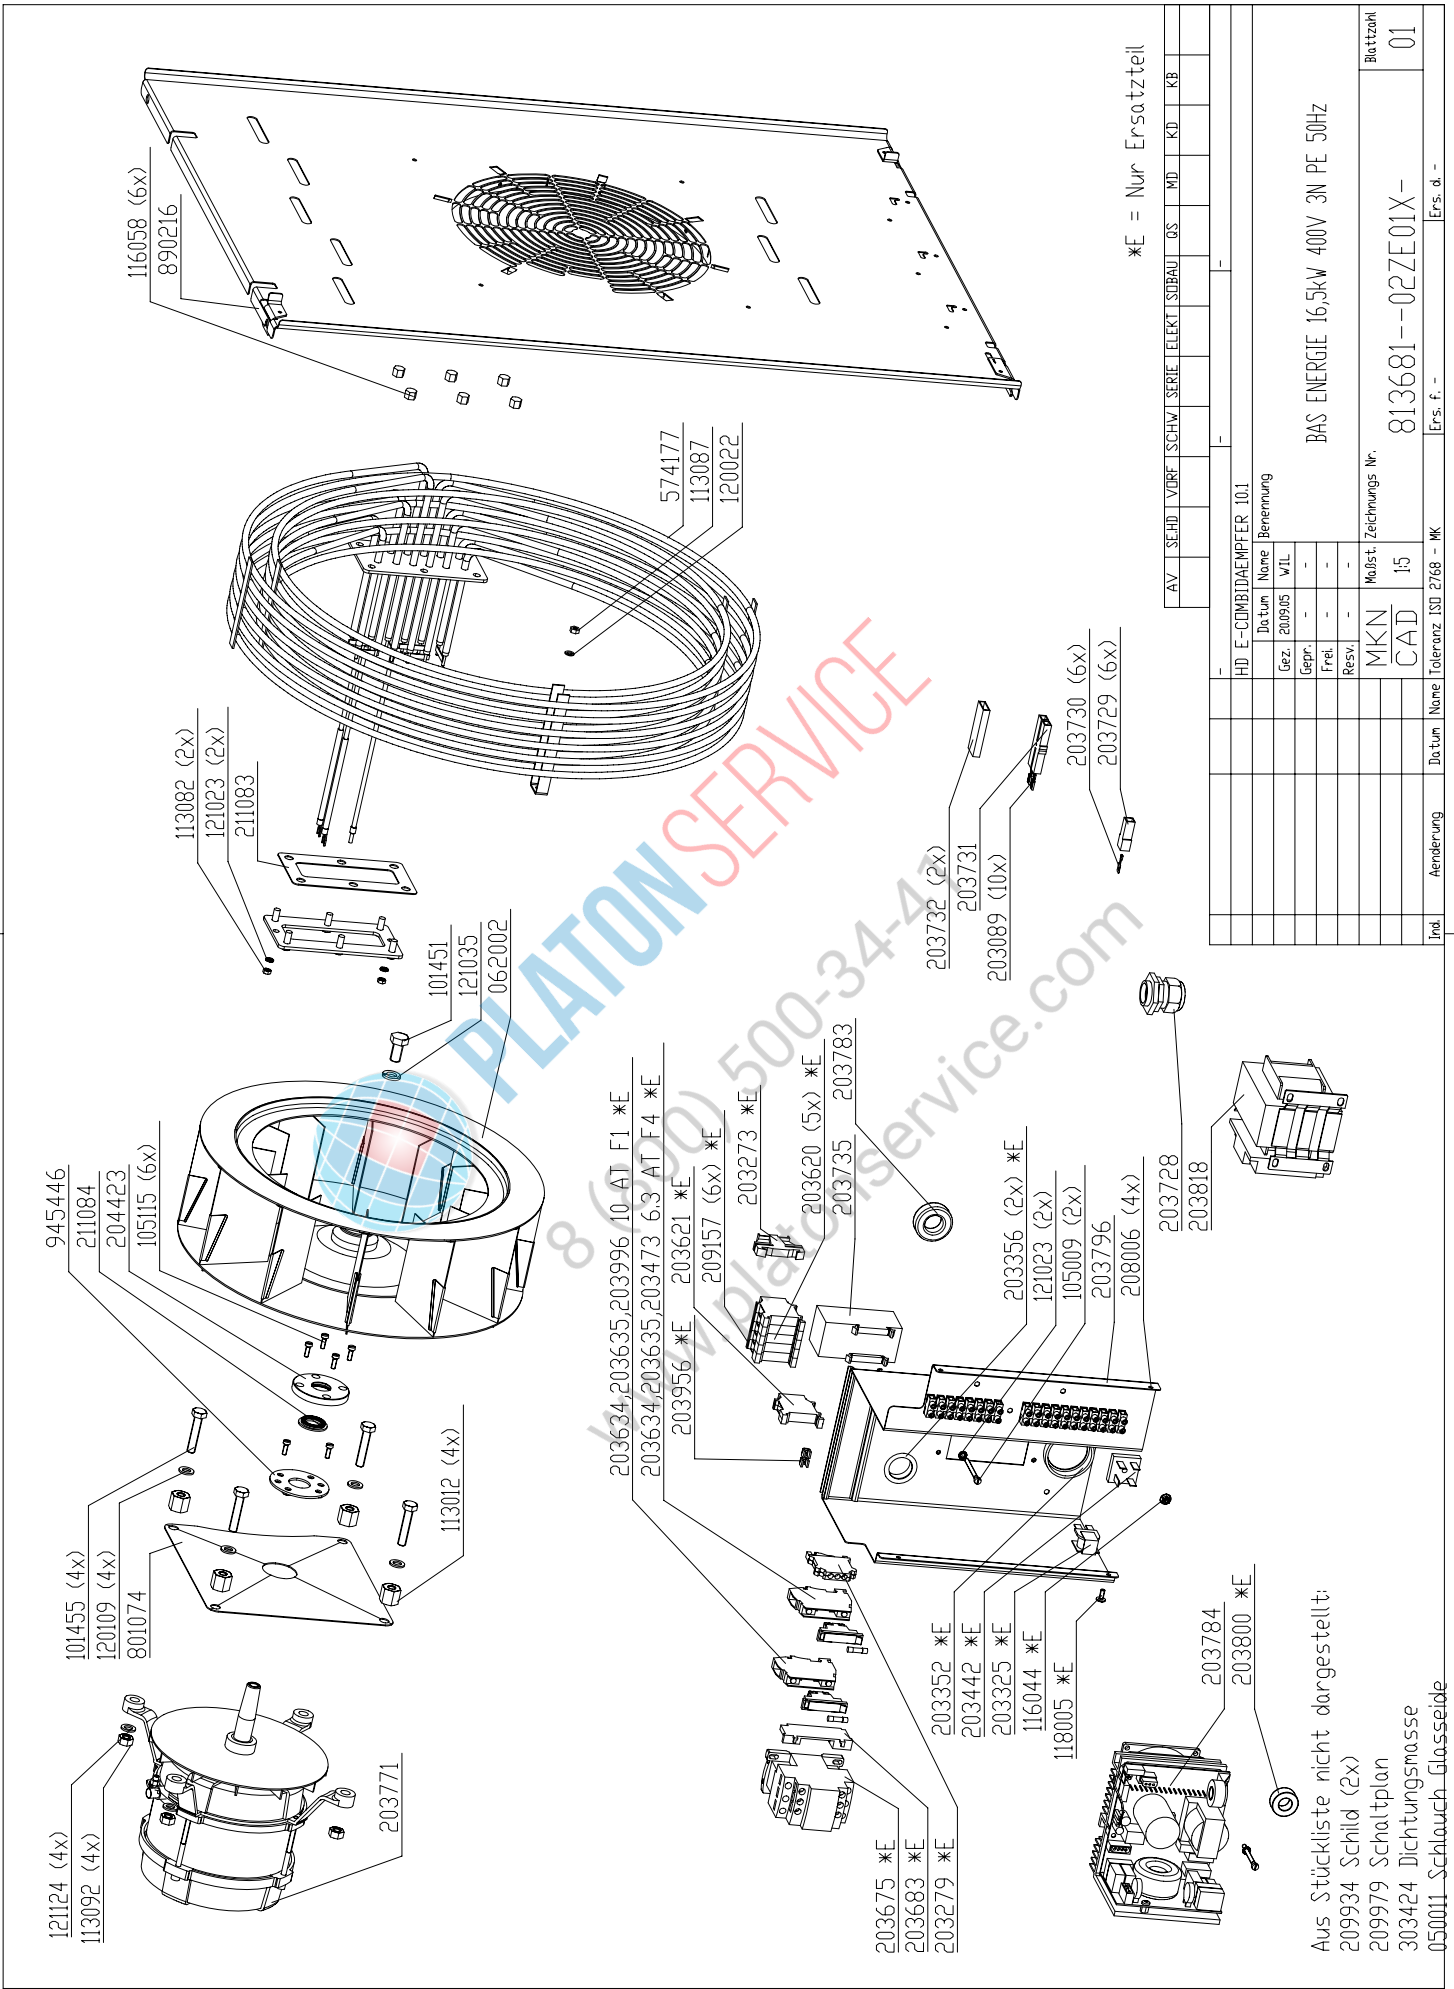 121124 (4x)
113092 (4x)
203771
101455 (4x)
120109 (4x)
801074
113012 (4x)
945446
211084
204423
105115 (6x)
101451
121035
062002
113082 (2x)
121023 (2x)
211083
574177
113087
120022
116058 (6x)
890216
203634,203635,203996 10 AT F1 *E
203634,203635,203473 6.3 AT F4 *E
203956 *E
203621 *E
209157 (6x) *E
203273 *E
203620 (5x) *E
203735
203783
203356 (2x) *E
121023 (2x)
105009 (2x)
203796
208006 (4x)
203675 *E
203683 *E
203279 *E
203352 *E
203442 *E
203325 *E
116044 *E
118005 *E
203784
203800 *E
203728
203818
203732 (2x)
203731
203089 (10x)
203730 (6x)
203729 (6x)
*E = Nur Ersatzteil
Aus Stückliste nicht dargestellt:
209934 Schild (2x)
209979 Schaltplan
303424 Dichtungsmasse
050011 Schlauch Glasseide
AV SE.HD VORF SCHW SERIE ELEKT SOBAU QS MD KD KB
- - -
HD E-COMBIDAEMPFER 10.1
Datum Name Benennung
Gez. 20.09.05 WIL
Gepr. - -
Frei. - -
Resv. - -
BAS ENERGIE 16,5kW 400V 3N PE 50Hz
MKN
CAD
Maßst. Zeichnungs Nr.
1:5
813681--02ZE01X-
Blattzahl
01
Ind. Aenderung Datum Name Toleranz ISO 2768 - MK Ers. f. - Ers. d. -
PLATONSERVICE
8 (800) 500-34-41
www.platonservice.com